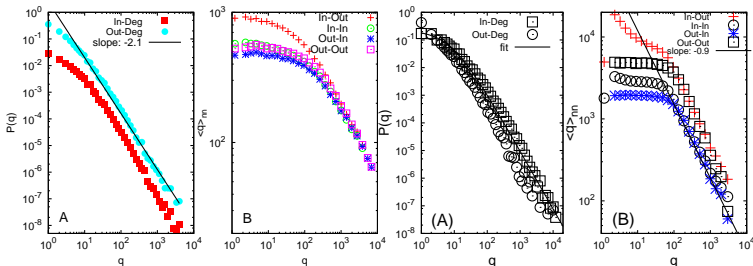 In-Deg
Out-Deg
slope: -2.1
P(q)
10^0
10^-1
10^-2
10^-3
10^-4
10^-5
10^-6
10^-7
10^-8
A
10^0 10^1 10^2 10^3 10^4
q
In-Out
In-In
Out-In
Out-Out
<q>nn
10^3
10^2
B
10^0 10^1 10^2 10^3 10^4
q
In-Deg
Out-Deg
fit
P(q)
10^0
10^-1
10^-2
10^-3
10^-4
10^-5
10^-6
10^-7
10^-8
(A)
10^0 10^1 10^2 10^3 10^4
q
In-Out
In-In
Out-In
Out-Out
slope: -0.9
<q>nn
10^4
10^3
10^2
(B)
10^0 10^1 10^2 10^3 10^4
q